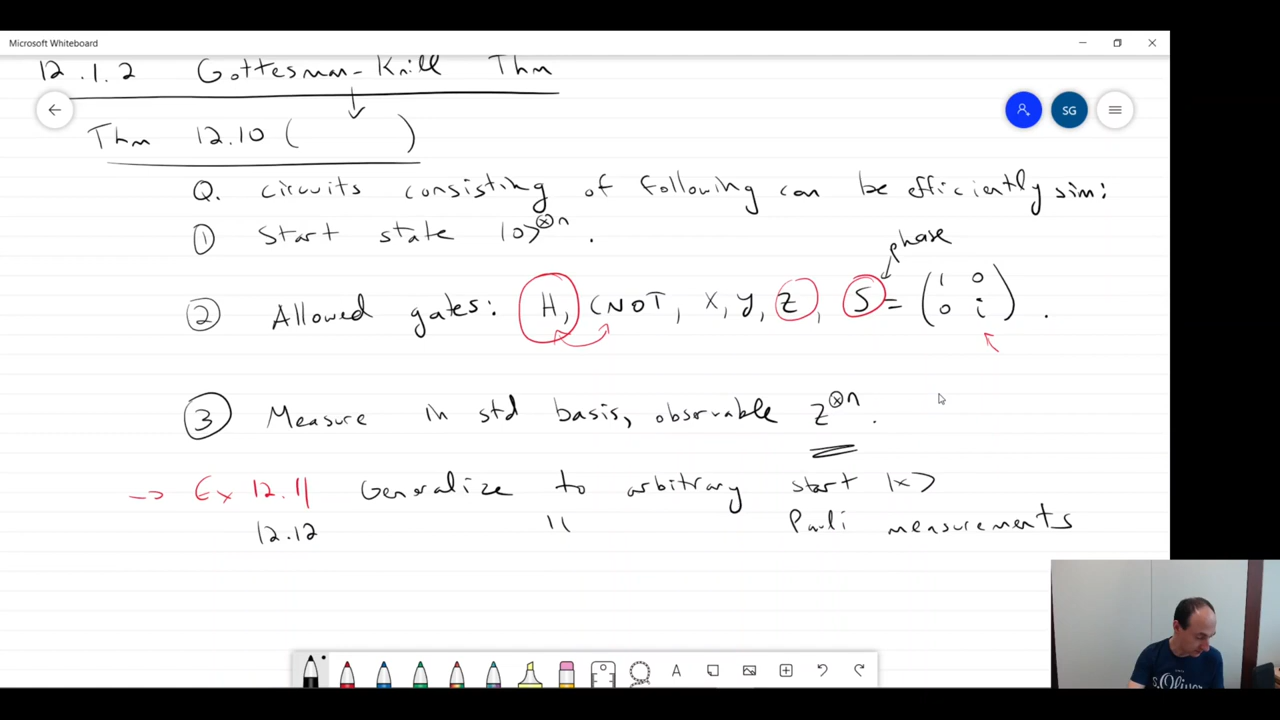 Microsoft Whiteboard
12.1.2 Gottesman-Krill Thm
SG
Thm 12.10 ( )
Q. circuits consisting of following can be efficiently sim:
① Start state |0>^⊗n .
phase
② Allowed gates: H, CNOT, X, Y, Z, S = (1 0 0 i) .
③ Measure in std basis, observable Z^⊗n .
→ Ex 12.11 Generalize to arbitrary start |x>
12.12 " Pauli measurements
A
S.Oliver